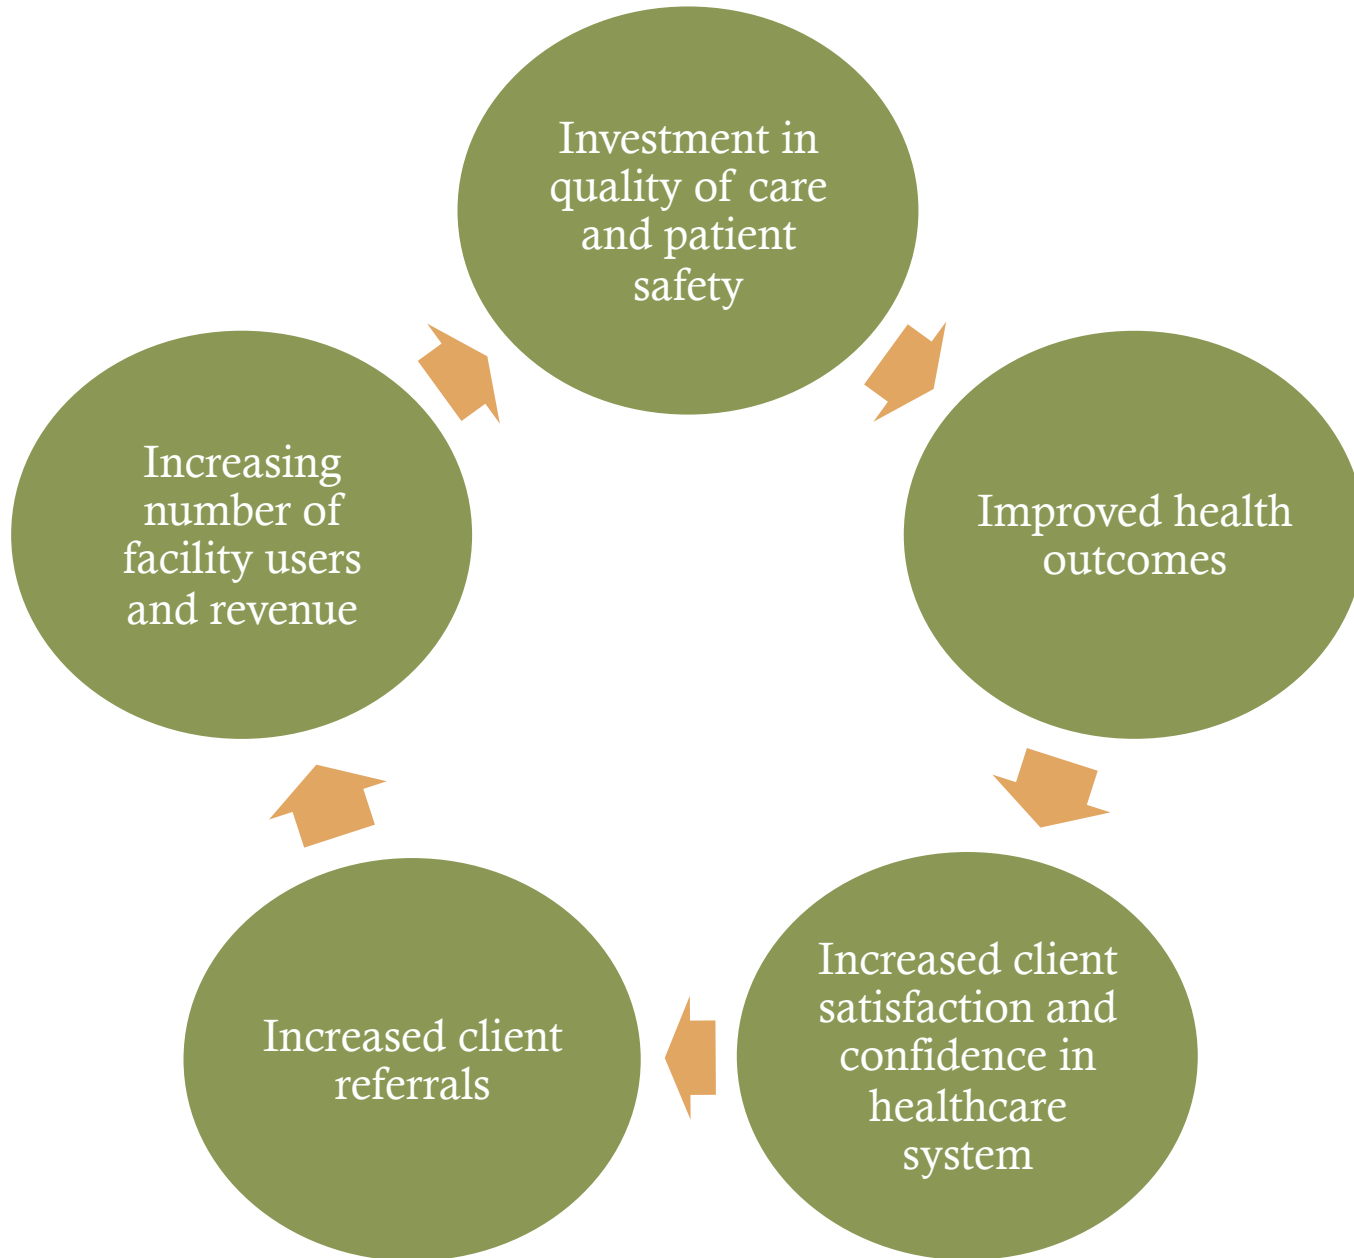 Investment in
quality of care
and patient
safety
Improved health
outcomes
Increased client
satisfaction and
confidence in
healthcare
system
Increased client
referrals
Increasing
number of
facility users
and revenue